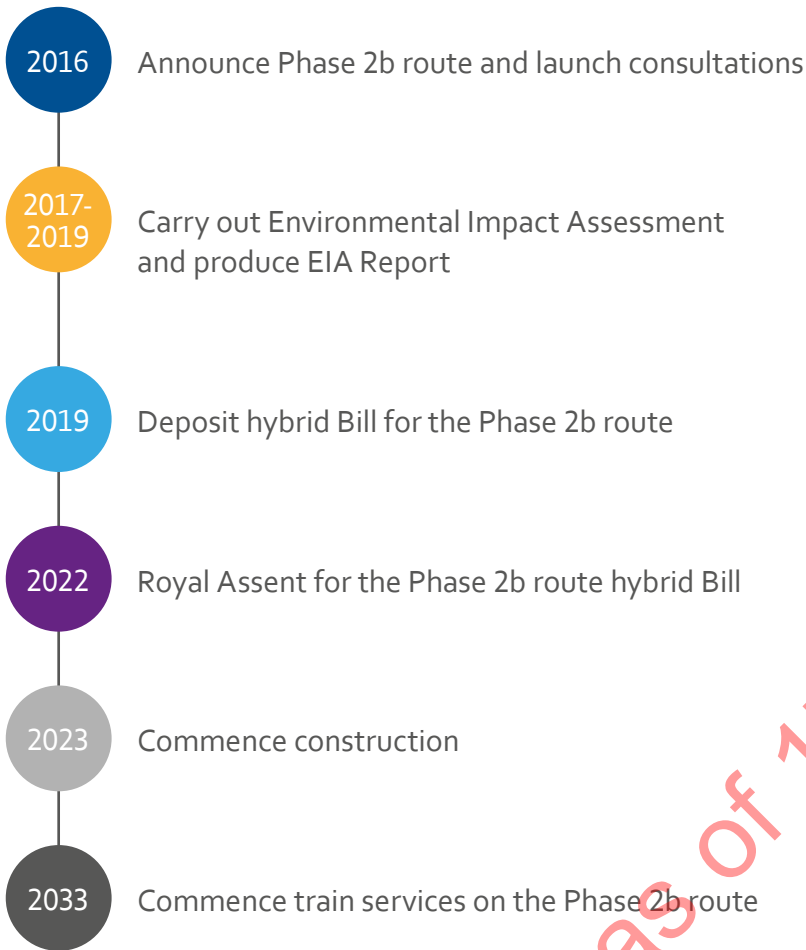 2016
Announce Phase 2b route and launch consultations
2017-
2019
Carry out Environmental Impact Assessment
and produce EIA Report
2019
Deposit hybrid Bill for the Phase 2b route
2022
Royal Assent for the Phase 2b route hybrid Bill
2023
Commence construction
2033
Commence train services on the Phase 2b route
as of